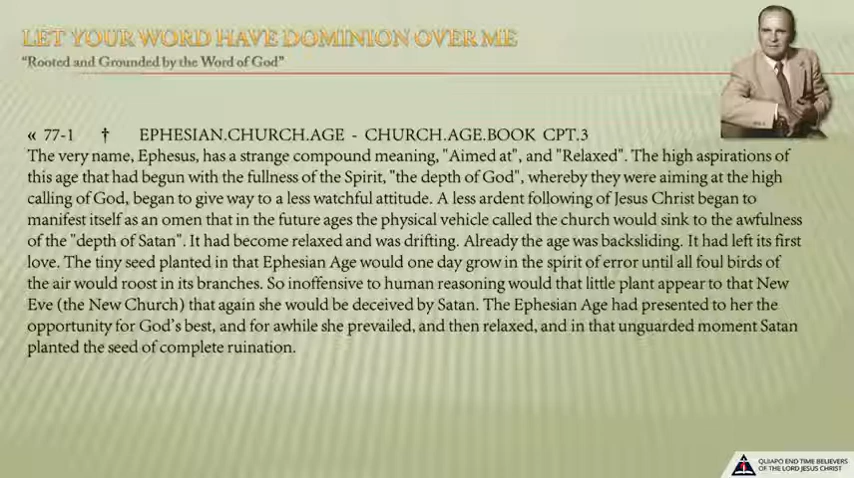 LET YOUR WORD HAVE DOMINION OVER ME
“Rooted and Grounded by the Word of God”
« 77-1 † EPHESIAN.CHURCH.AGE - CHURCH.AGE.BOOK CPT.3
The very name, Ephesus, has a strange compound meaning, "Aimed at", and "Relaxed". The high aspirations of
this age that had begun with the fullness of the Spirit, "the depth of God", whereby they were aiming at the high
calling of God, began to give way to a less watchful attitude. A less ardent following of Jesus Christ began to
manifest itself as an omen that in the future ages the physical vehicle called the church would sink to the awfulness
of the "depth of Satan". It had become relaxed and was drifting. Already the age was backsliding. It had left its first
love. The tiny seed planted in that Ephesian Age would one day grow in the spirit of error until all foul birds of
the air would roost in its branches. So inoffensive to human reasoning would that little plant appear to that New
Eve (the New Church) that again she would be deceived by Satan. The Ephesian Age had presented to her the
opportunity for God’s best, and for awhile she prevailed, and then relaxed, and in that unguarded moment Satan
planted the seed of complete ruination.
QUIAPO END TIME BELIEVERS
OF THE LORD JESUS CHRIST